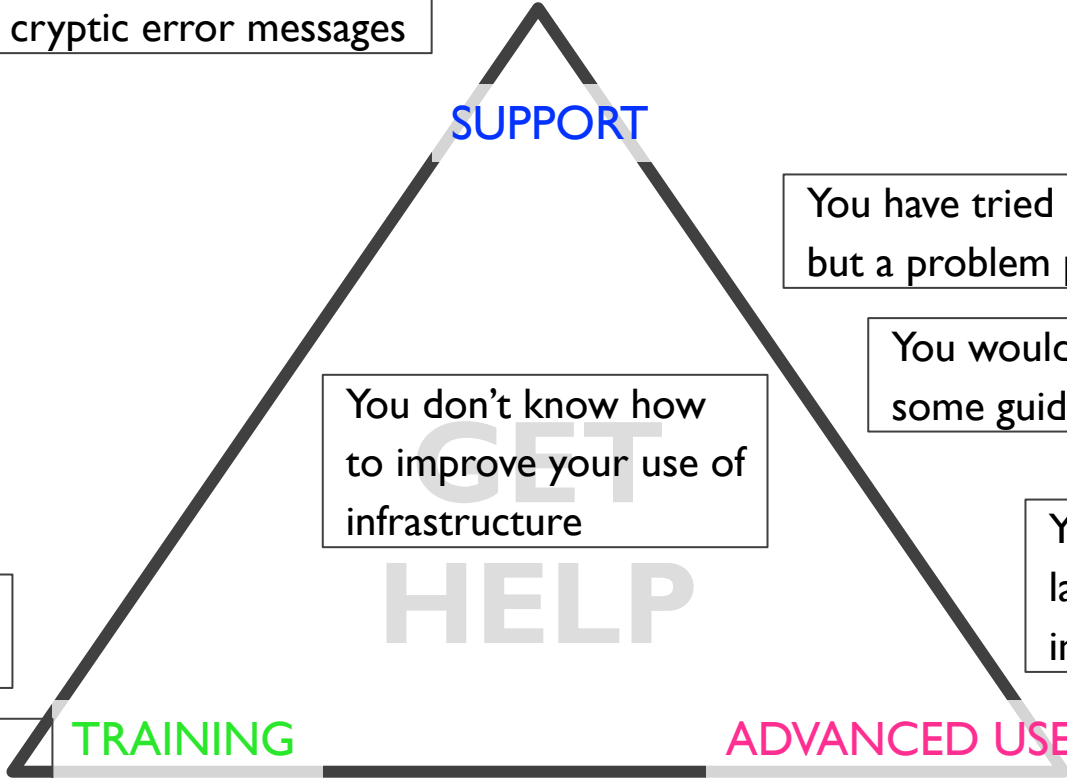 cryptic error messages
SUPPORT
You have tried
but a problem
You would
some guid
You don't know how
to improve your use of
infrastructure
GET
HELP
TRAINING
ADVANCED USE